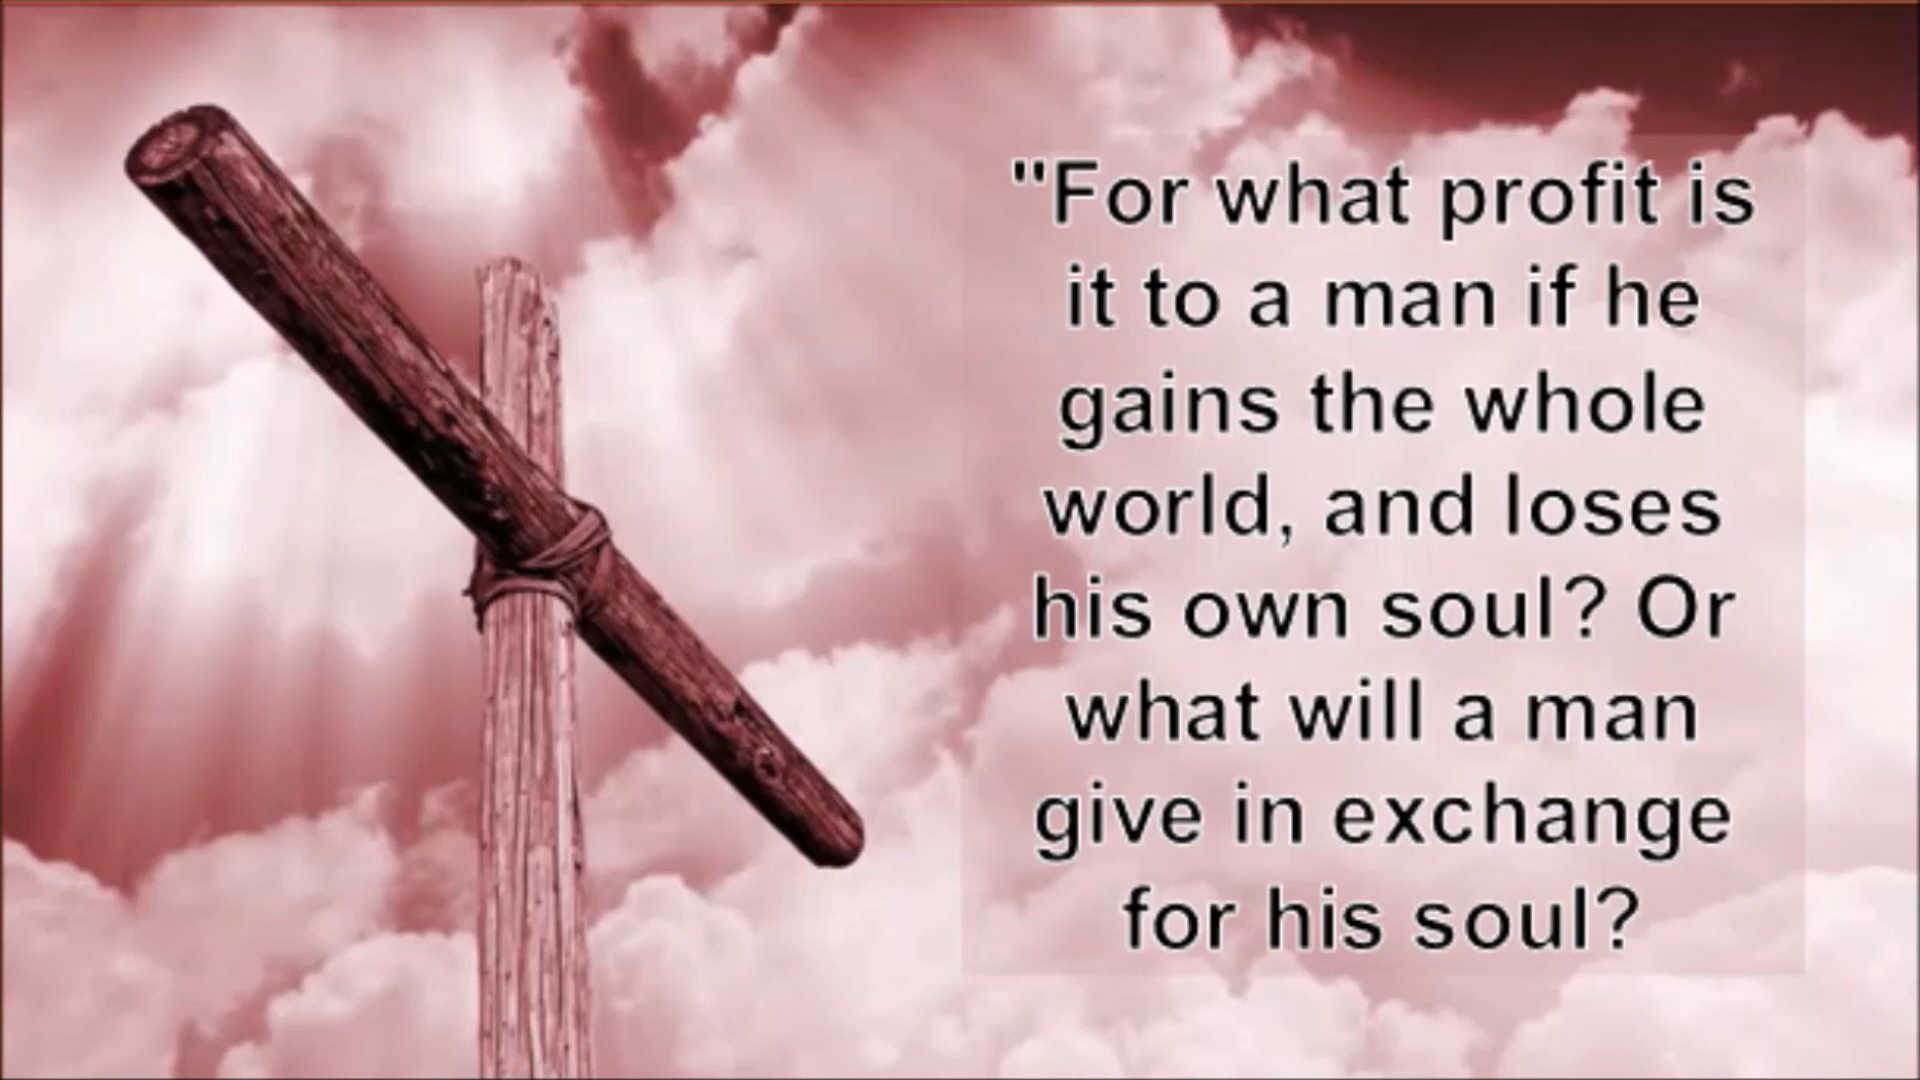 "For what profit is
it to a man if he
gains the whole
world, and loses
his own soul? Or
what will a man
give in exchange
for his soul?